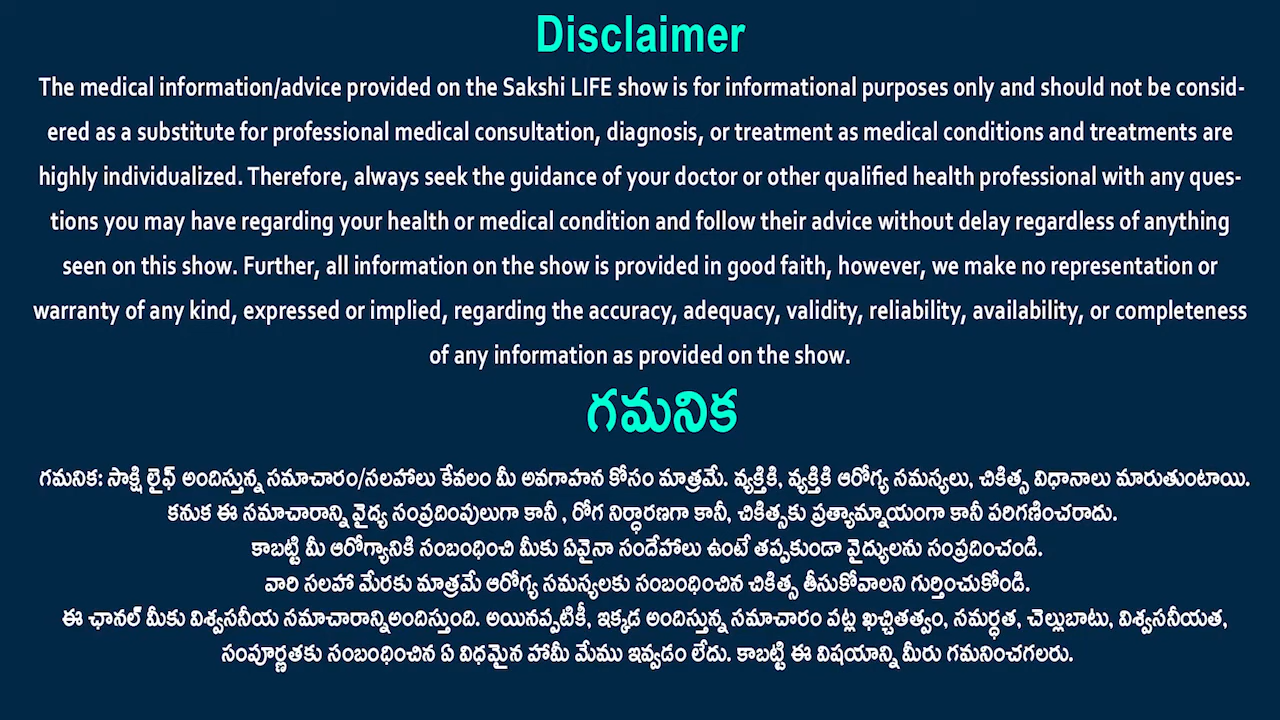 Disclaimer
The medical information/advice provided on the Sakshi LIFE show is for informational purposes only and should not be consid-
ered as a substitute for professional medical consultation, diagnosis, or treatment as medical conditions and treatments are
highly individualized. Therefore, always seek the guidance of your doctor or other qualified health professional with any ques-
tions you may have regarding your health or medical condition and follow their advice without delay regardless of anything
seen on this show. Further, all information on the show is provided in good faith, however, we make no representation or
warranty of any kind, expressed or implied, regarding the accuracy, adequacy, validity, reliability, availability, or completeness
of any information as provided on the show.
గమనిక
గమనిక: సాక్షి లైఫ్ అందిస్తున్న సమాచారం/సలహాలు కేవలం మీ అవగాహన కోసం మాత్రమే. వ్యక్తికి, వ్యక్తికి ఆరోగ్య సమస్యలు, చికిత్స విధానాలు మారుతుంటాయి.
కనుక ఈ సమాచారాన్ని వైద్య సంప్రదింపులుగా కానీ , రోగ నిర్ధారణగా కానీ, చికిత్సకు ప్రత్యామ్నాయంగా కానీ పరిగణించరాదు.
కాబట్టి మీ ఆరోగ్యానికి సంబంధించి మీకు ఏవైనా సందేహాలు ఉంటే తప్పకుండా వైద్యులను సంప్రదించండి.
వారి సలహా మేరకు మాత్రమే ఆరోగ్య సమస్యలకు సంబంధించిన చికిత్స తీసుకోవాలని గుర్తించుకోండి.
ఈ ఛానల్ మీకు విశ్వసనీయ సమాచారాన్నిఅందిస్తుంది. అయినప్పటికీ, ఇక్కడ అందిస్తున్న సమాచారం పట్ల ఖచ్చితత్వం, సమర్ధత, చెల్లుబాటు, విశ్వసనీయత,
సంపూర్ణతకు సంబంధించిన ఏ విధమైన హామీ మేము ఇవ్వడం లేదు. కాబట్టి ఈ విషయాన్ని మీరు గమనించగలరు.